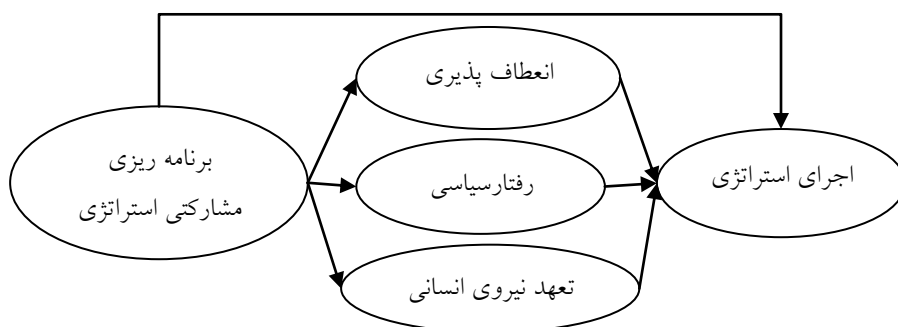 انعطاف پذیری
برنامه ریزی
مشارکتی استراتژی
رفتارسیاسی
اجرای استراتژی
تعهد نیروی انسانی